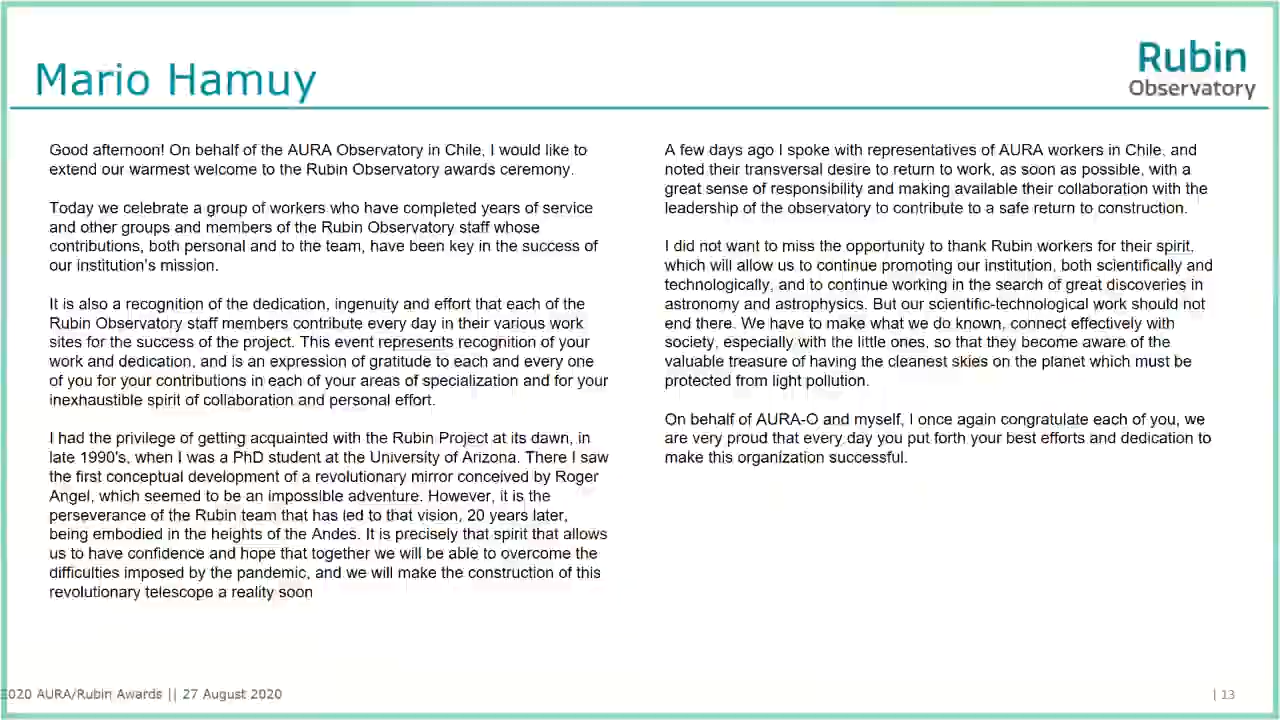 Mario Hamuy
Rubin
Observatory
Good afternoon! On behalf of the AURA Observatory in Chile, I would like to
extend our warmest welcome to the Rubin Observatory awards ceremony.
Today we celebrate a group of workers who have completed years of service
and other groups and members of the Rubin Observatory staff whose
contributions, both personal and to the team, have been key in the success of
our institution's mission.
It is also a recognition of the dedication, ingenuity and effort that each of the
Rubin Observatory staff members contribute every day in their various work
sites for the success of the project. This event represents recognition of your
work and dedication, and is an expression of gratitude to each and every one
of you for your contributions in each of your areas of specialization and for your
inexhaustible spirit of collaboration and personal effort.
I had the privilege of getting acquainted with the Rubin Project at its dawn, in
late 1990's, when I was a PhD student at the University of Arizona. There I saw
the first conceptual development of a revolutionary mirror conceived by Roger
Angel, which seemed to be an impossible adventure. However, it is the
perseverance of the Rubin team that has led to that vision, 20 years later,
being embodied in the heights of the Andes. It is precisely that spirit that allows
us to have confidence and hope that together we will be able to overcome the
difficulties imposed by the pandemic, and we will make the construction of this
revolutionary telescope a reality soon
A few days ago I spoke with representatives of AURA workers in Chile, and
noted their transversal desire to return to work, as soon as possible, with a
great sense of responsibility and making available their collaboration with the
leadership of the observatory to contribute to a safe return to construction.
I did not want to miss the opportunity to thank Rubin workers for their spirit,
which will allow us to continue promoting our institution, both scientifically and
technologically, and to continue working in the search of great discoveries in
astronomy and astrophysics. But our scientific-technological work should not
end there. We have to make what we do known, connect effectively with
society, especially with the little ones, so that they become aware of the
valuable treasure of having the cleanest skies on the planet which must be
protected from light pollution.
On behalf of AURA-O and myself, I once again congratulate each of you, we
are very proud that every day you put forth your best efforts and dedication to
make this organization successful.
2020 AURA/Rubin Awards || 27 August 2020
| 13